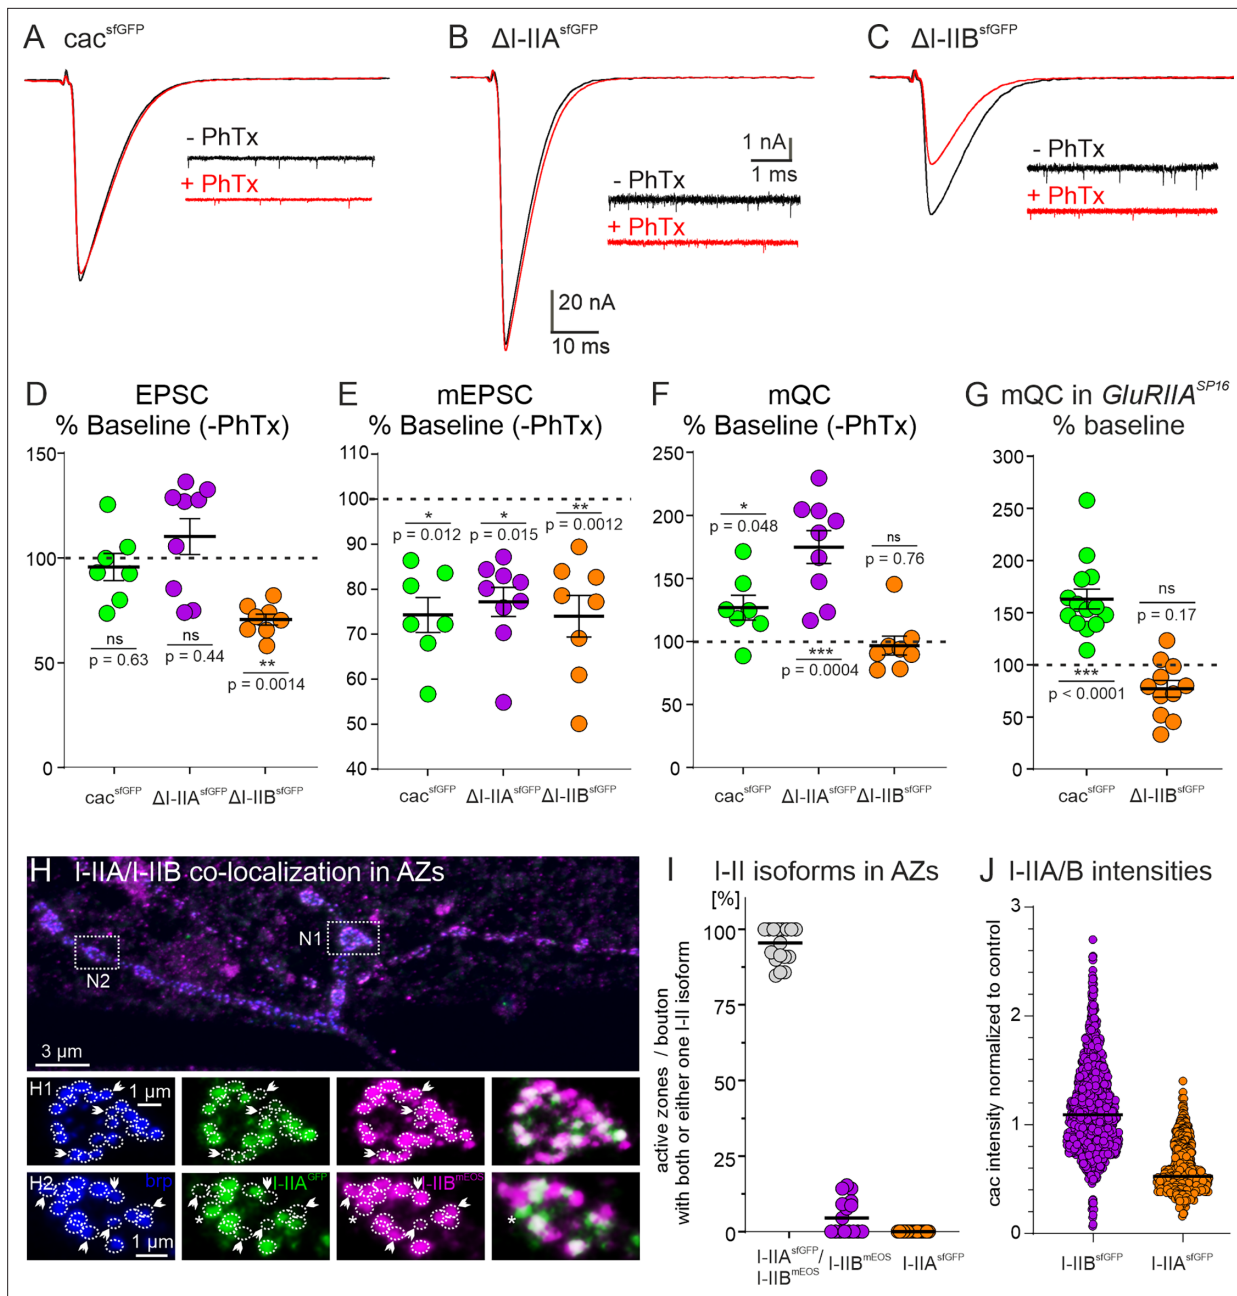 A cac^sfGFP
B ΔI-IIA^sfGFP
C ΔI-IIB^sfGFP
- PhTx
+ PhTx
- PhTx
+ PhTx
1 nA
1 ms
- PhTx
+ PhTx
20 nA
10 ms
D EPSC
% Baseline (-PhTx)
150
100
50
0
ns
p = 0.63
ns
p = 0.44
**
p = 0.0014
cac^sfGFP ΔI-IIA^sfGFP ΔI-IIB^sfGFP
E mEPSC
% Baseline (-PhTx)
110
100
90
80
70
60
50
40
*
p = 0.012
*
p = 0.015
**
p = 0.0012
cac^sfGFP ΔI-IIA^sfGFP ΔI-IIB^sfGFP
F mQC
% Baseline (-PhTx)
250
200
150
100
50
0
*
p = 0.048
***
p = 0.0004
ns
p = 0.76
cac^sfGFP ΔI-IIA^sfGFP ΔI-IIB^sfGFP
G mQC in GluRIIA^SP16
% baseline
300
250
200
150
100
50
0
***
p < 0.0001
ns
p = 0.17
cac^sfGFP ΔI-IIB^sfGFP
H I-IIA/I-IIB co-localization in AZs
N1
N2
3 µm
H1
1 µm
H2
brp
I-IIA^GFP
I-IIB^mEOS
1 µm
*
*
*
*
I I-II isoforms in AZs
[%]
100
75
50
25
0
active zones / bouton
with both or either one I-II isoform
I-IIA^sfGFP/
I-IIB^mEOS
I-IIB^mEOS
I-IIA^sfGFP
J I-IIA/B intensities
cac intensity normalized to control
3
2
1
0
I-IIB^sfGFP
I-IIA^sfGFP